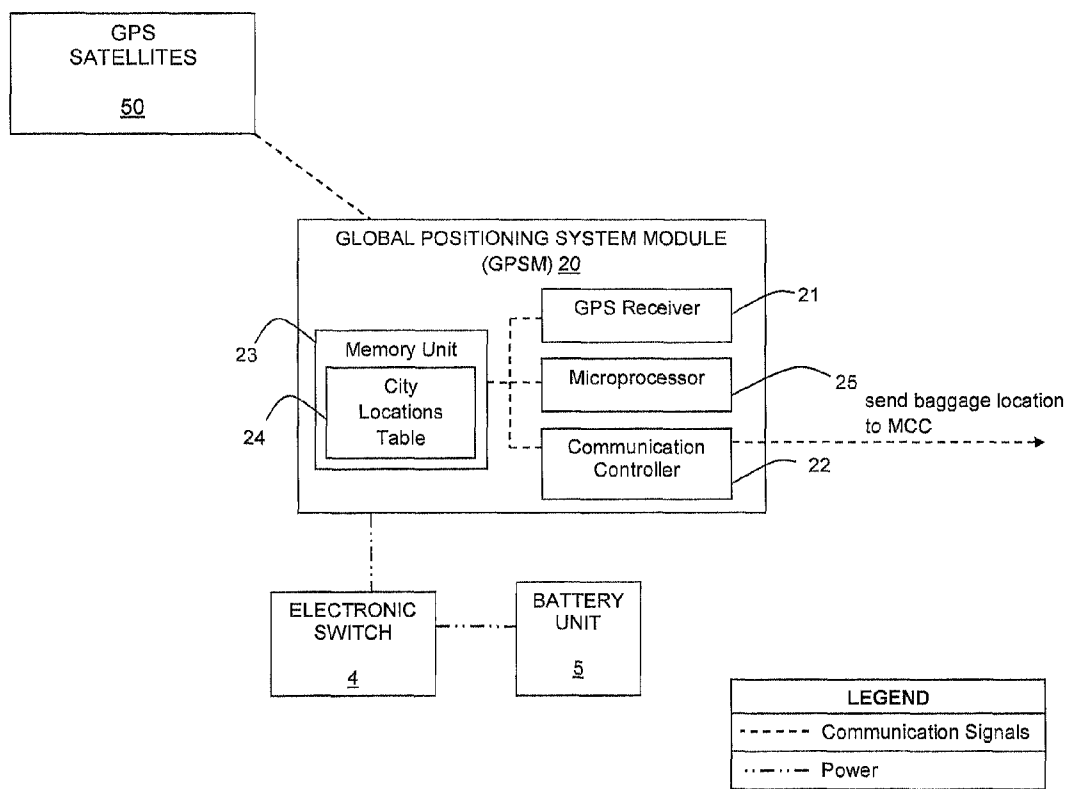 GPS
SATELLITES
50
GLOBAL POSITIONING SYSTEM MODULE
(GPSM) 20
21
GPS Receiver
23
Memory Unit
Microprocessor
25
City
Locations
Table
24
send baggage location
to MCC
Communication
Controller
22
ELECTRONIC
SWITCH
4
BATTERY
UNIT
5
LEGEND
Communication Signals
Power